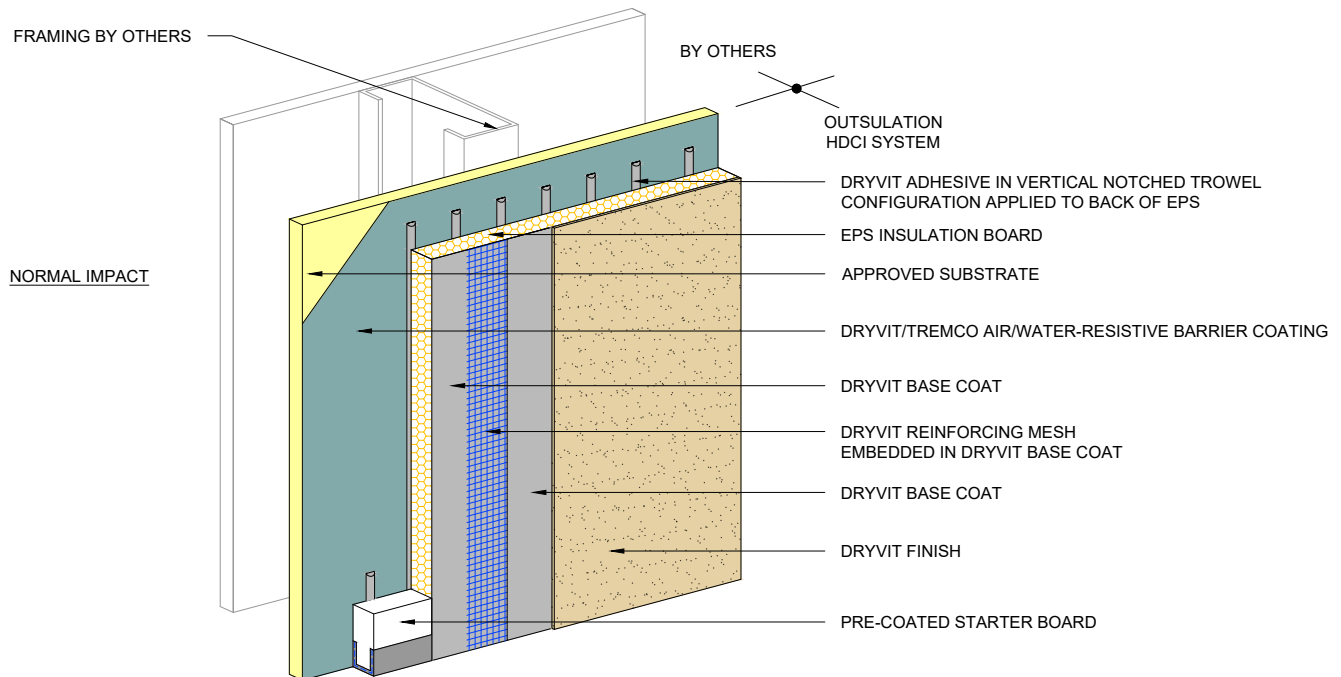 FRAMING BY OTHERS
BY OTHERS
OUTSULATION
HDCI SYSTEM
DRYVIT ADHESIVE IN VERTICAL NOTCHED TROWEL
CONFIGURATION APPLIED TO BACK OF EPS
EPS INSULATION BOARD
NORMAL IMPACT
APPROVED SUBSTRATE
DRYVIT/TREMCO AIR/WATER-RESISTIVE BARRIER COATING
DRYVIT BASE COAT
DRYVIT REINFORCING MESH
EMBEDDED IN DRYVIT BASE COAT
DRYVIT BASE COAT
DRYVIT FINISH
PRE-COATED STARTER BOARD